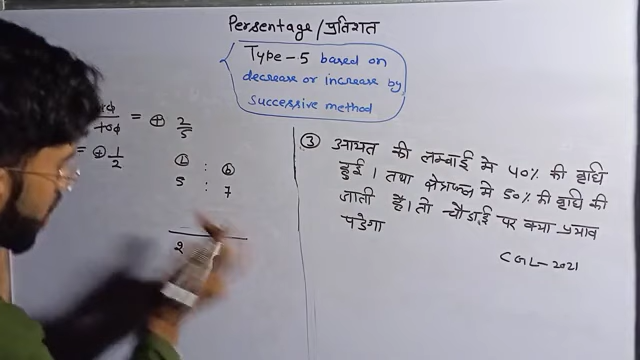 Persentage/प्रतिशत
Type-5 based on
decrease or increase by
successive method
= ⊕ 2/5
= ⊕ 1/2
5 : 7
2
③ आयत की लम्बाई मे 40% की वृधि
हुई। तथा क्षेत्रफल मे 50% की वृधि की
जाती है। तो चौडाई पर क्या प्रभाव
पडेगा
CGL-2021